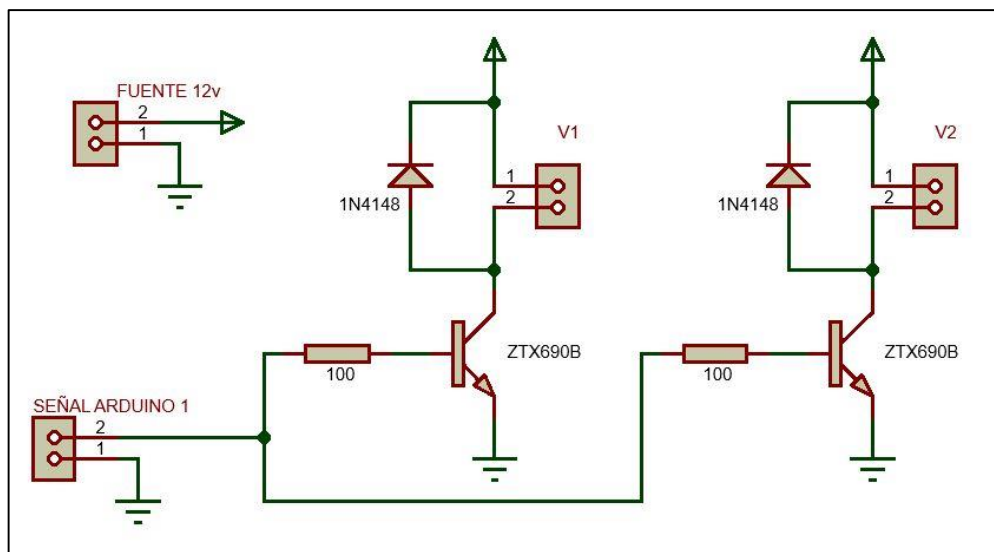 FUENTE 12v
2
1
V1
1
2
1N4148
V2
1
2
1N4148
ZTX690B
100
ZTX690B
100
SEÑAL ARDUINO 1
2
1